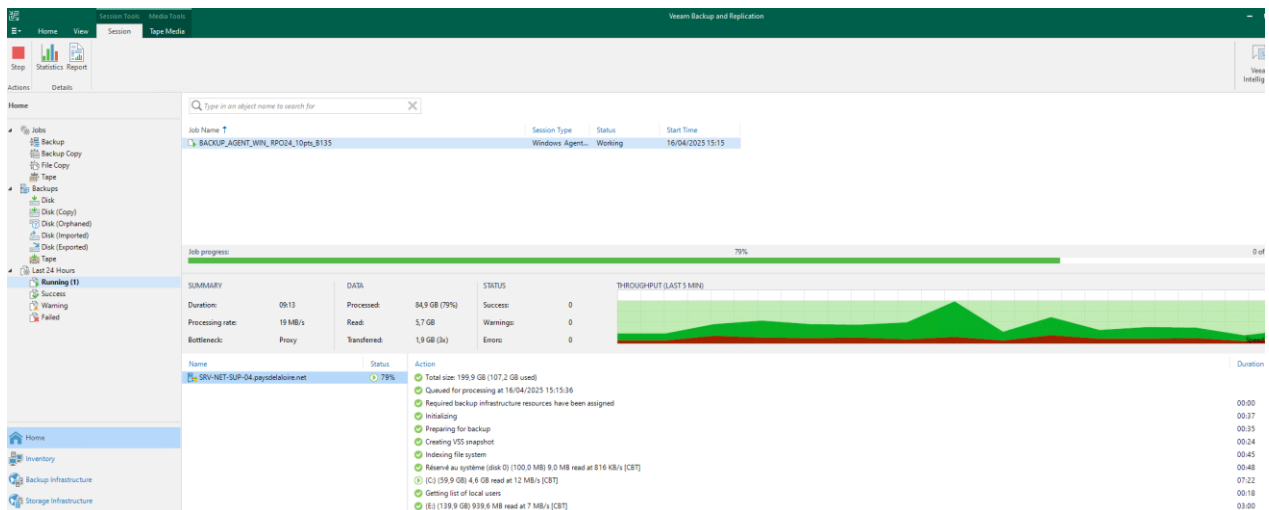 Session Tools Media Tools Veeam Backup and Replication
Home View Session Tape Media
Stop Statistics Report
Actions Details
Home
Type in an object name to search for
Jobs
Backup
Backup Copy
File Copy
Tape
Backups
Disk
Disk (Copy)
Disk (Orphaned)
Disk (Imported)
Disk (Exported)
Tape
Last 24 Hours
Running (1)
Success
Warning
Failed
Home
Inventory
Backup Infrastructure
Storage Infrastructure
Job Name Session Type Status Start Time
BACKUP_AGENT_WIN_RPO24_10pts_B135 Windows Agent... Working 16/04/2025 15:15
Job progress: 79% 0 of
SUMMARY DATA STATUS THROUGHPUT (LAST 5 MIN)
Duration: 09:13 Processed: 84,9 GB (79%) Success: 0
Processing rate: 19 MB/s Read: 5,7 GB Warnings: 0
Bottleneck: Proxy Transferred: 1,9 GB (3x) Errors: 0
Name Status Action Duration
SRV-NET-SUP-04.paysdelaloire.net 79%
Total size: 199,9 GB (107,2 GB used)
Queued for processing at 16/04/2025 15:15:36
Required backup infrastructure resources have been assigned 00:00
Initializing 00:37
Preparing for backup 00:35
Creating VSS snapshot 00:24
Indexing file system 00:45
Réservé au système (disk 0) (100,0 MB) 9,0 MB read at 816 KB/s [CBT] 00:48
(C:) (59,9 GB) 4,6 GB read at 12 MB/s [CBT] 07:22
Getting list of local users 00:18
(E:) (139,9 GB) 939,6 MB read at 7 MB/s [CBT] 03:00